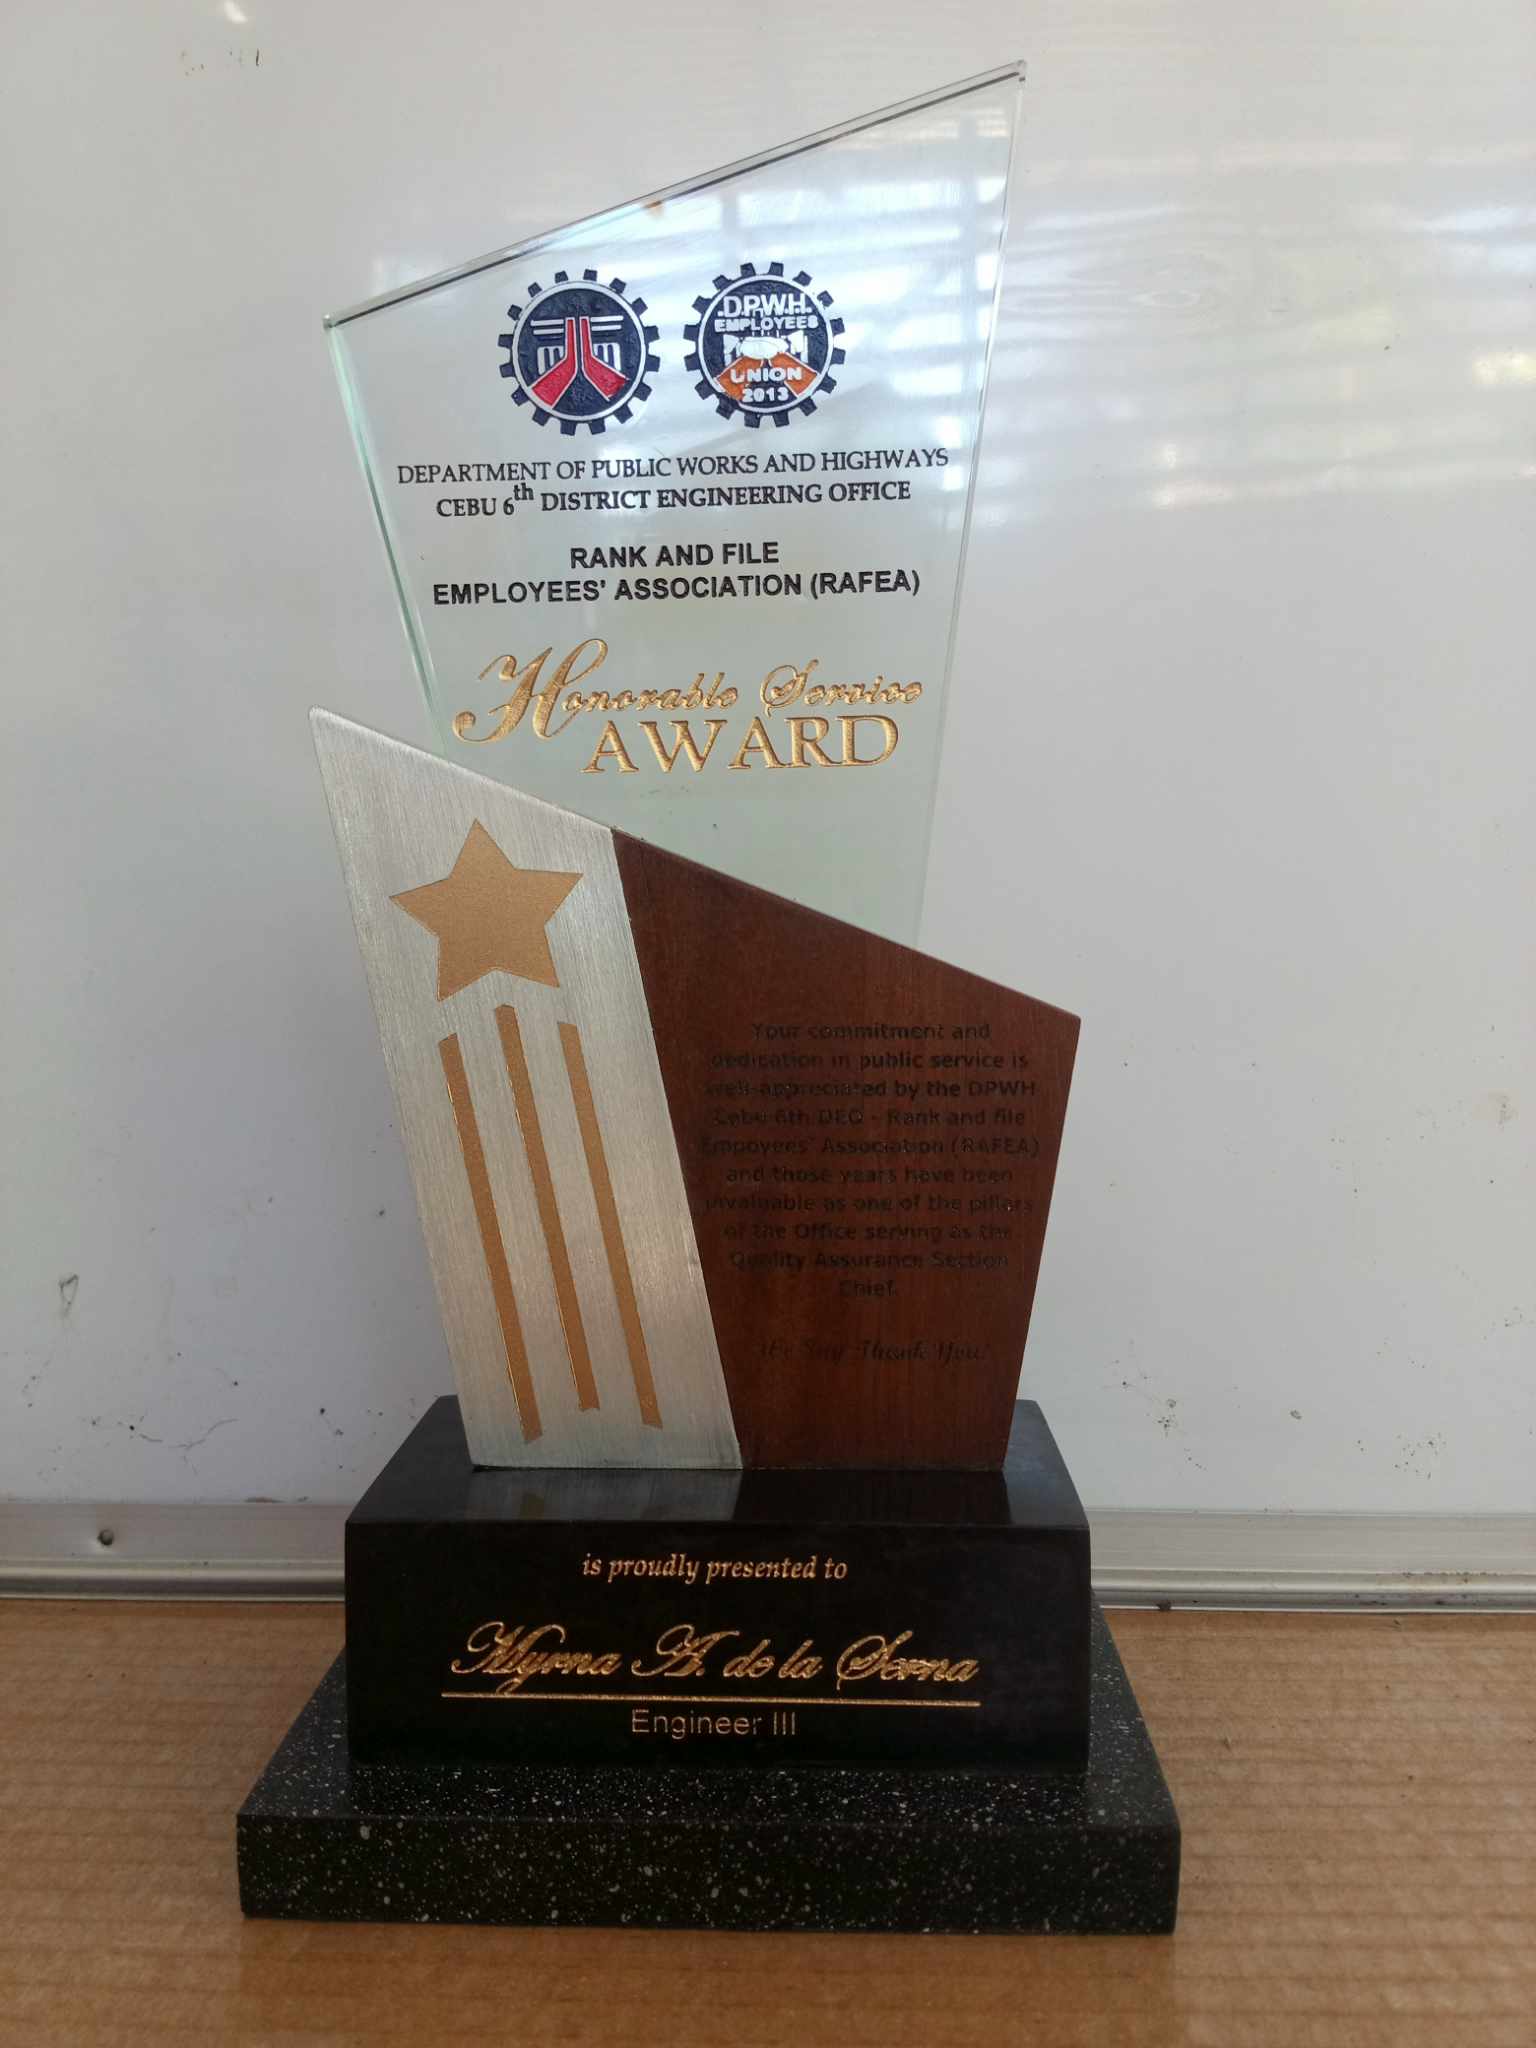 D.P.W.H.
EMPLOYEES
UNION
2013
DEPARTMENT OF PUBLIC WORKS AND HIGHWAYS
CEBU 6th DISTRICT ENGINEERING OFFICE
RANK AND FILE
EMPLOYEES' ASSOCIATION (RAFEA)
Honorable Service
AWARD
Your commitment and
dedication in public service is
well-appreciated by the DPWH
Cebu 6th DEO - Rank and file
Empoyees' Association (RAFEA)
and those years have been
invaluable as one of the pillars
of the Office serving as the
Quality Assurance Section
Chief.
We Say Thank You!
is proudly presented to
Myrna A. de la Serna
Engineer III